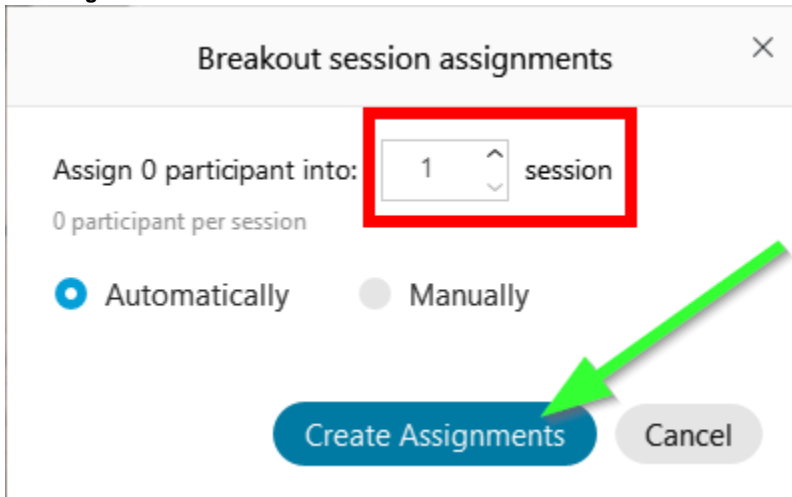 Breakout session assignments
Assign 0 participant into: 1 session
0 participant per session
Automatically Manually
Create Assignments Cancel